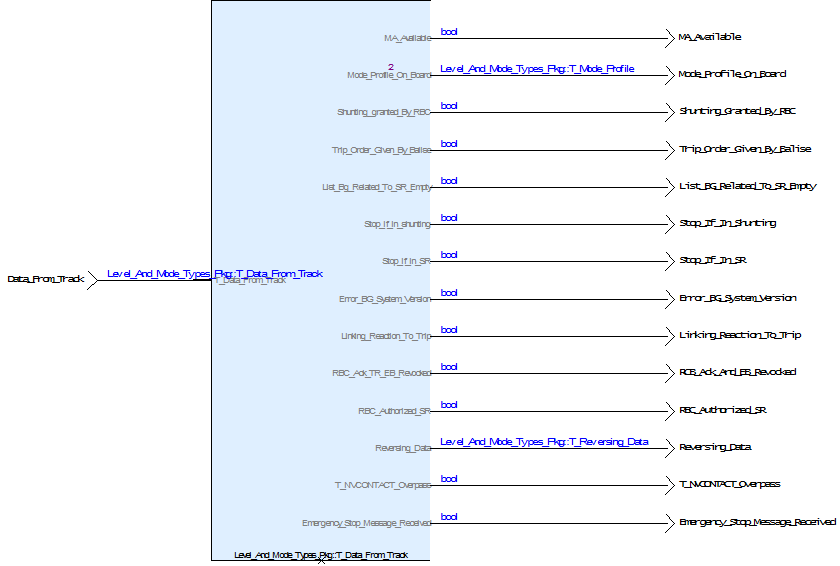 MA_Available bool MA_Available
2
Mode_Profile_On_Board Level_And_Mode_Types_Pkg::T_Mode_Profile Mode_Profile_On_Board
Shunting_granted_By_RBC bool Shunting_Granted_By_RBC
Trip_Order_Given_By_Balise bool Trip_Order_Given_By_Balise
List_Bg_Related_To_SR_Empty bool List_BG_Related_To_SR_Empty
Stop_if_in_shunting bool Stop_If_In_Shunting
Stop_if_in_SR bool Stop_If_In_SR
Data_From_Track Level_And_Mode_Types_Pkg::T_Data_From_Track
T_Data_From_Track
Error_BG_System_Version bool Error_BG_System_Version
Linking_Reaction_To_Trip bool Linking_Reaction_To_Trip
RBC_Ack_TR_EB_Revocked bool RCB_Ack_And_EB_Revocked
RBC_Authorized_SR bool RBC_Authorized_SR
Reversing_Data Level_And_Mode_Types_Pkg::T_Reversing_Data Reversing_Data
T_NVCONTACT_Overpass bool T_NVCONTACT_Overpass
Emergency_Stop_Message_Received bool Emergency_Stop_Message_Received
Level_And_Mode_Types_Pkg::T_Data_From_Track